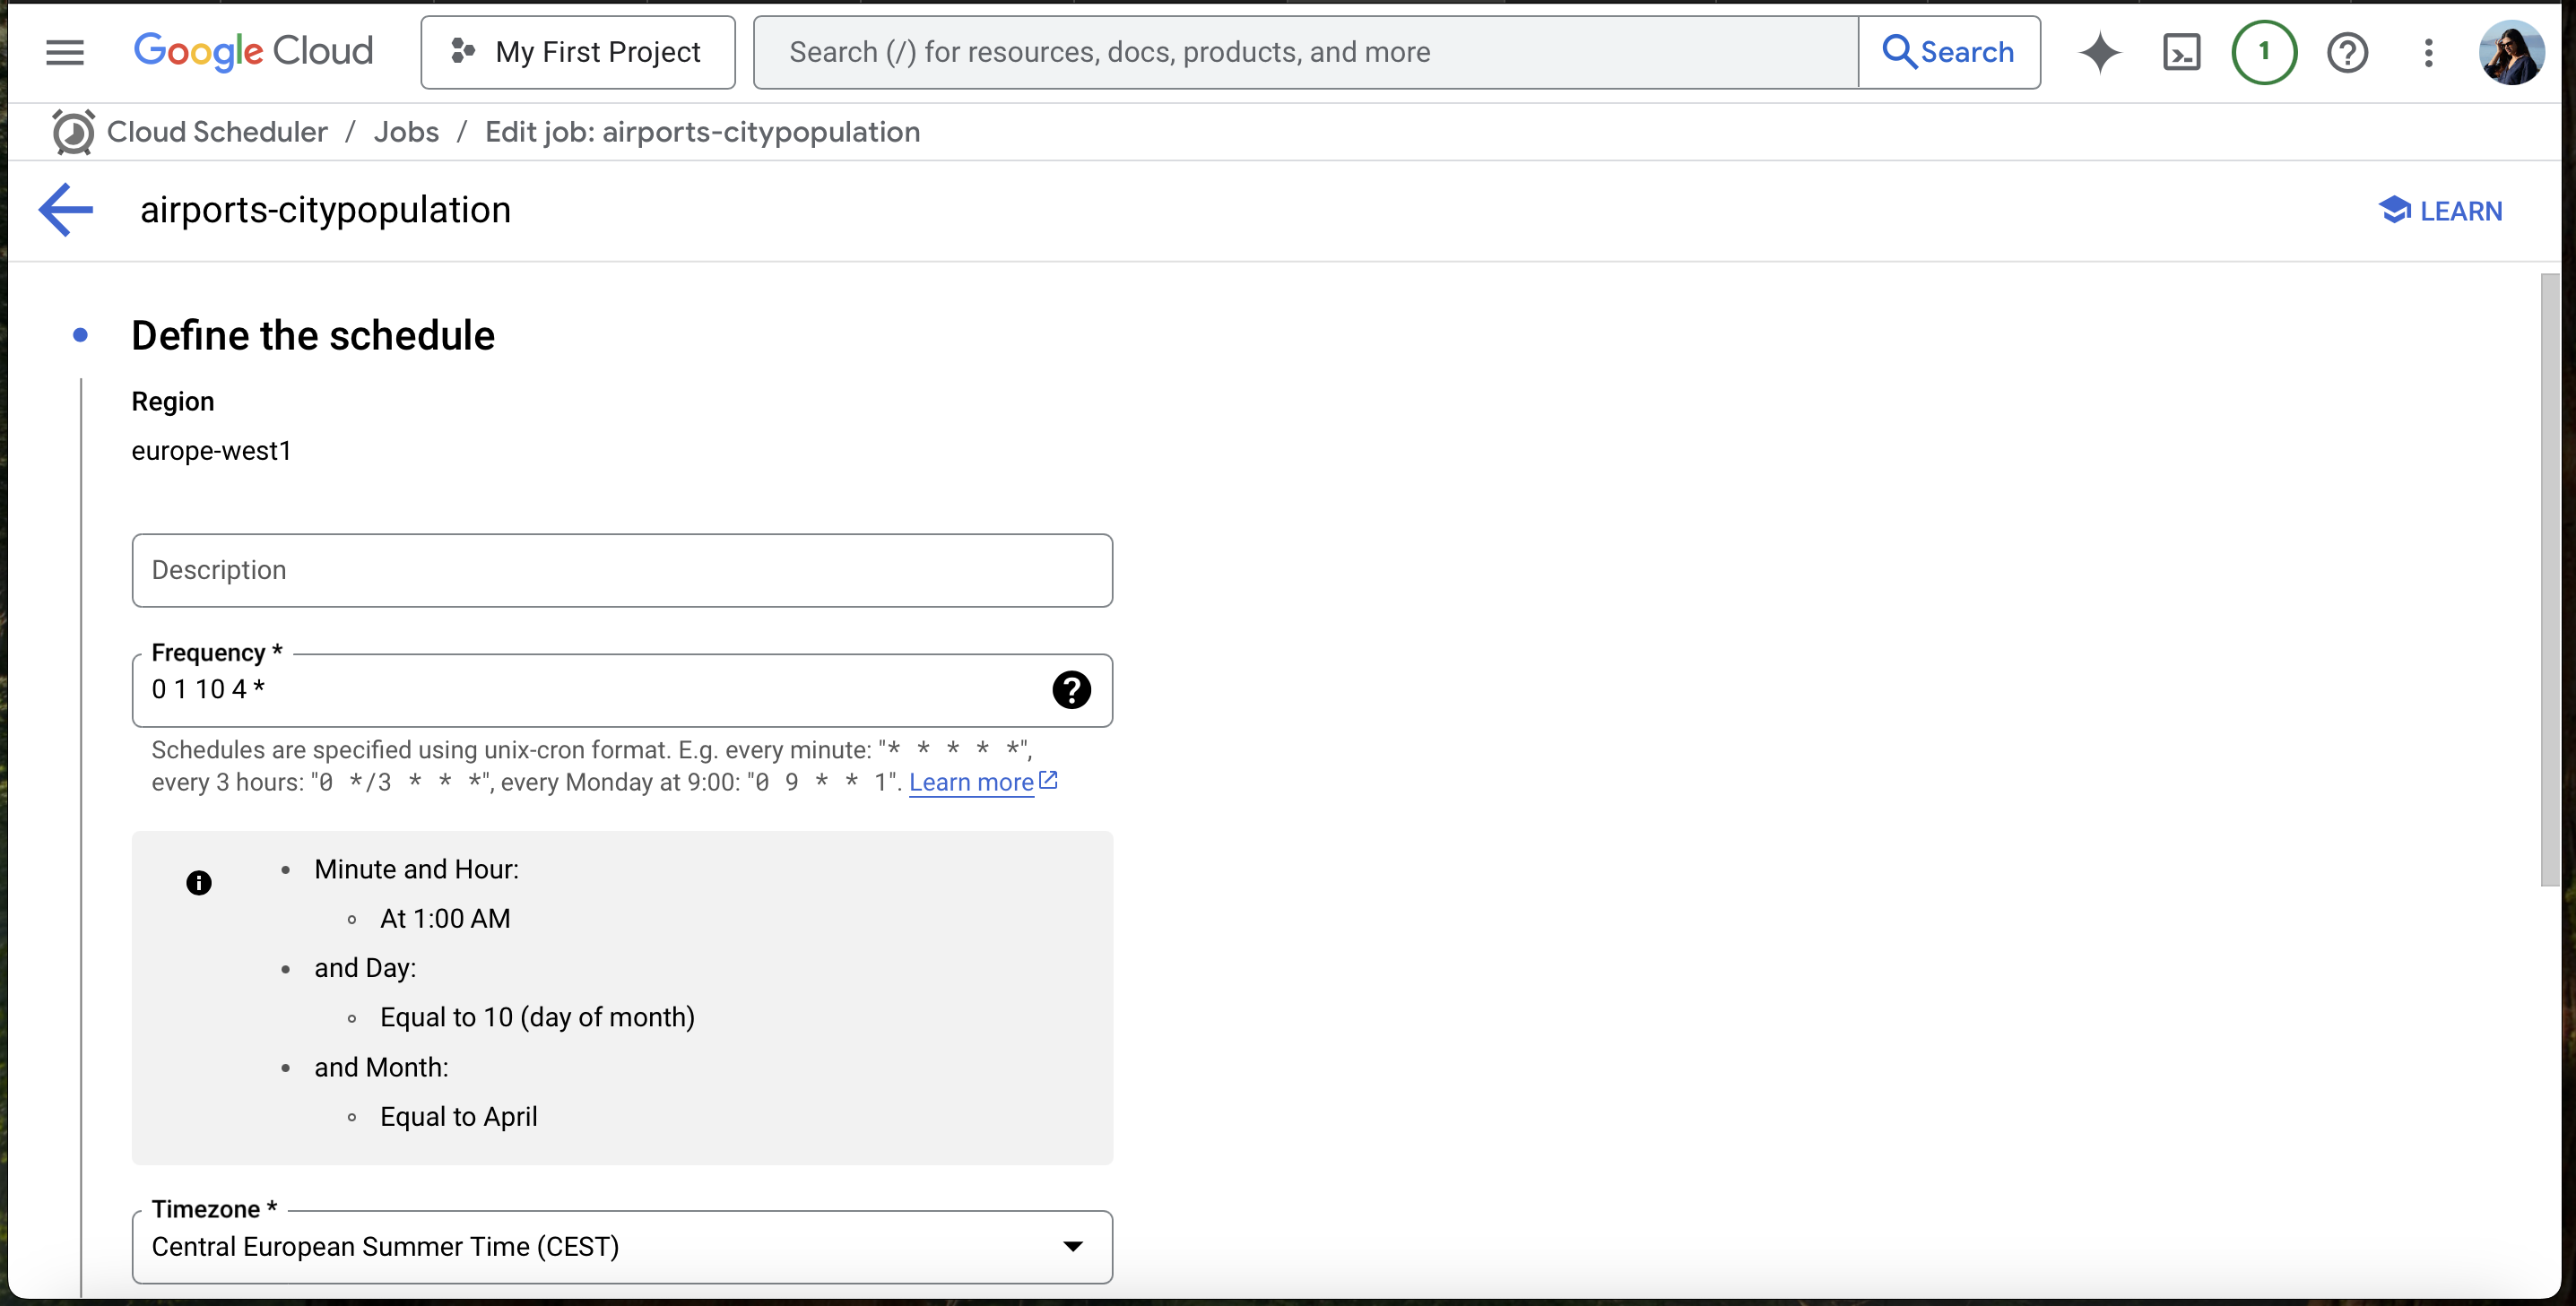 Google Cloud
My First Project
Search (/) for resources, docs, products, and more
Search
1
Cloud Scheduler / Jobs / Edit job: airports-citypopulation
airports-citypopulation
LEARN
Define the schedule
Region
europe-west1
Description
Frequency *
0 1 10 4 *
Schedules are specified using unix-cron format. E.g. every minute: "* * * * *",
every 3 hours: "0 */3 * * *", every Monday at 9:00: "0 9 * * 1". Learn more
Minute and Hour:
At 1:00 AM
and Day:
Equal to 10 (day of month)
and Month:
Equal to April
Timezone *
Central European Summer Time (CEST)